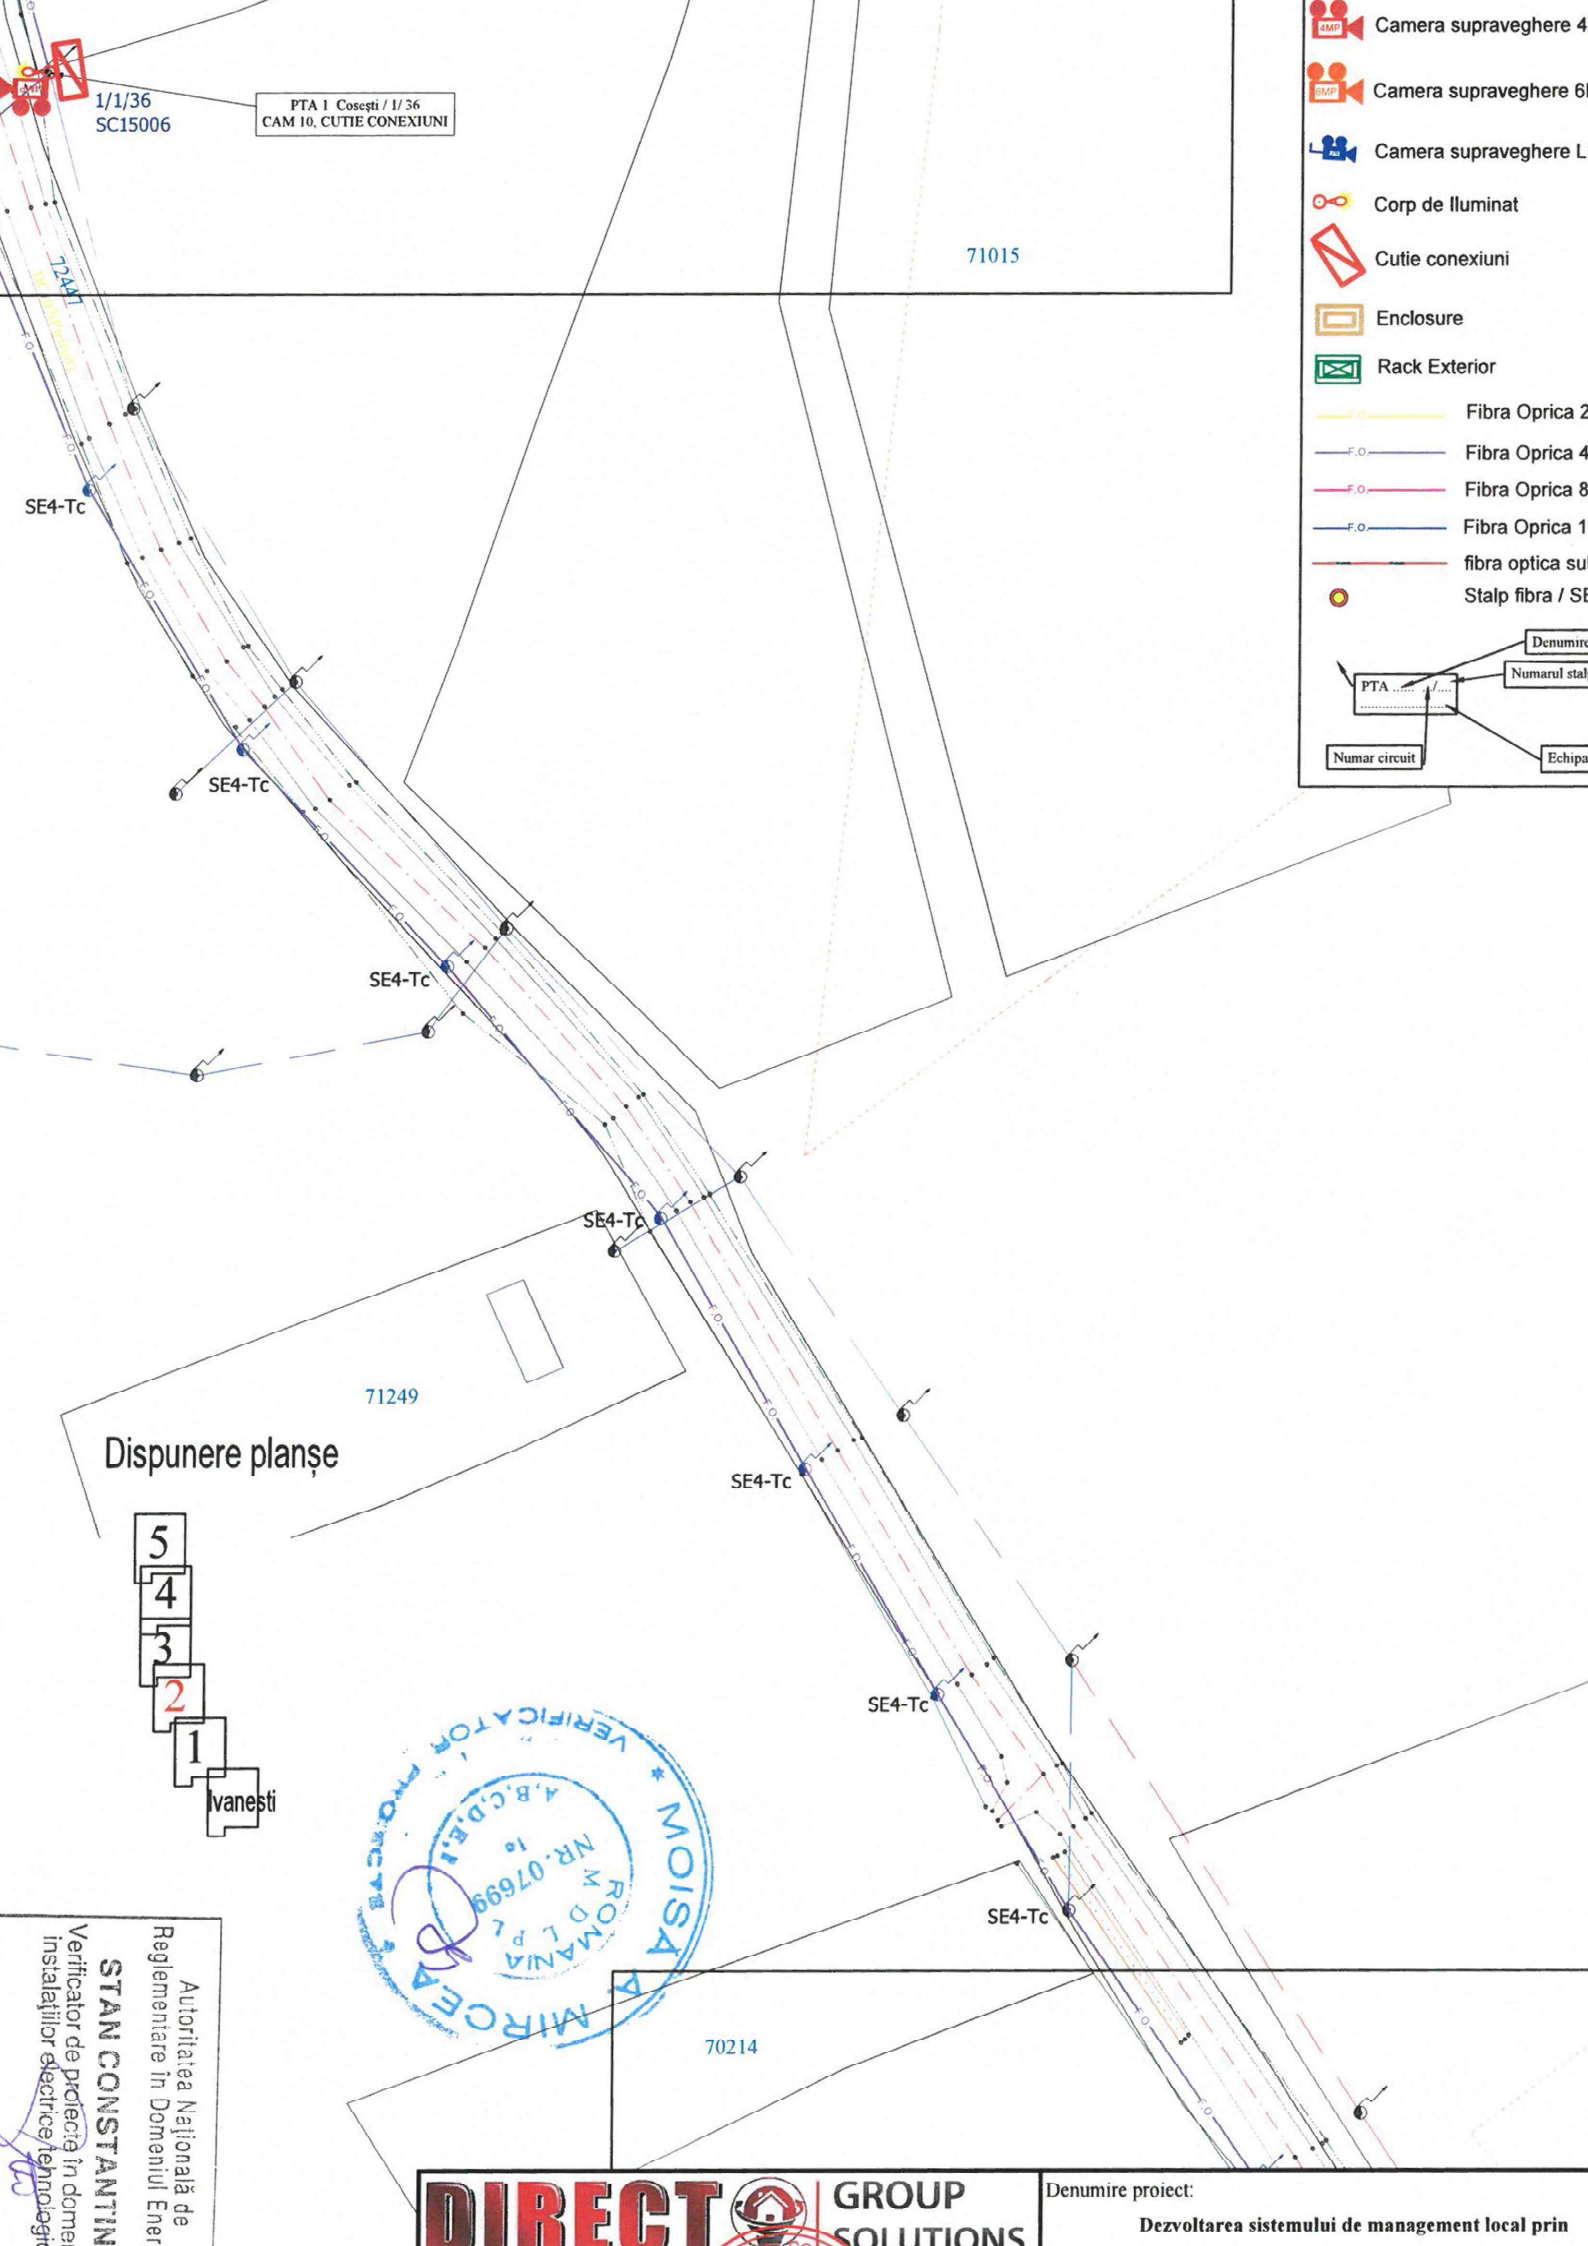 1/1/36
SC15006
PTA 1 Cosești / 1/ 36
CAM 10, CUTIE CONEXIUNI
72447
71015
4MP
Camera supraveghere 4
6MP
Camera supraveghere 6
Camera supraveghere L
Corp de Iluminat
Cutie conexiuni
Enclosure
Rack Exterior
Fibra Oprica 2
F.O. Fibra Oprica 4
F.O. Fibra Oprica 8
F.O. Fibra Oprica 1
fibra optica su
Stalp fibra / SE
Denumire
Numarul stal
PTA ...... /....
Numar circuit
Echipa
SE4-Tc
SE4-Tc
SE4-Tc
SE4-Tc
SE4-Tc
SE4-Tc
SE4-Tc
71249
Dispunere planșe
5
4
3
2
1
Ivanesti
VERIFICATOR PROIECTE
* MOISA A. MIRCEA *
A,B,C,D,E,F
NR. 07699
M D L P L
ROMANIA
70214
Autoritatea Națională de
Reglementare în Domeniul Ener
STAN CONSTANTIN
Verificator de proiecte în domen
instalațiilor electrice tehnologic
DIRECT
GROUP
SOLUTIONS
Denumire proiect:
Dezvoltarea sistemului de management local prin